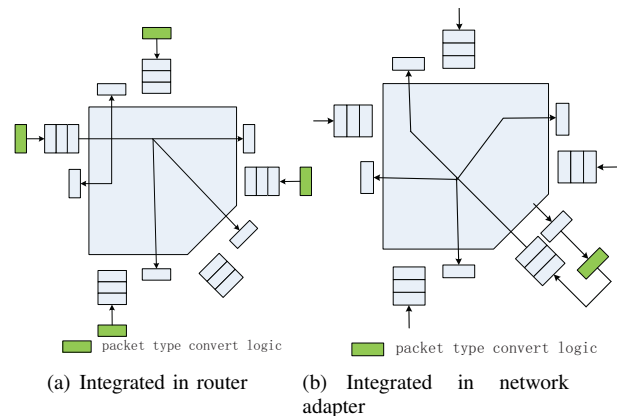 packet type convert logic
packet type convert logic
(a) Integrated in router
(b) Integrated in network
adapter